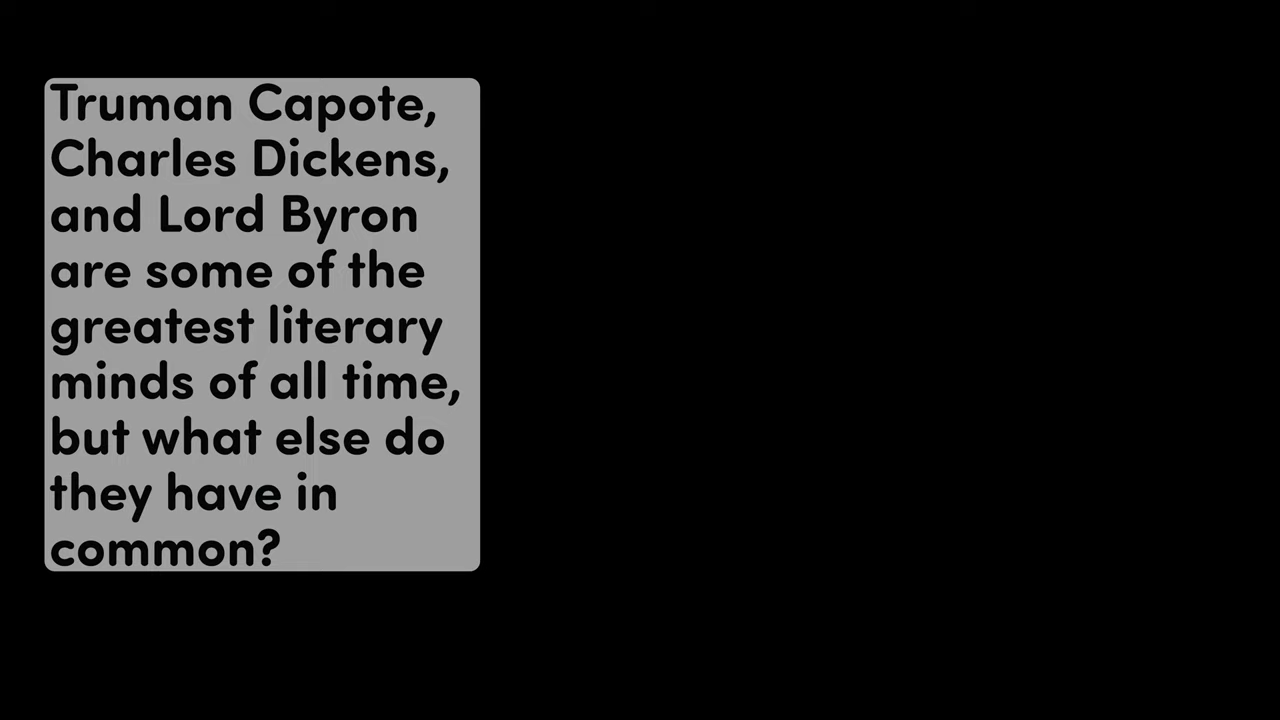 Truman Capote,
Charles Dickens,
and Lord Byron
are some of the
greatest literary
minds of all time,
but what else do
they have in
common?